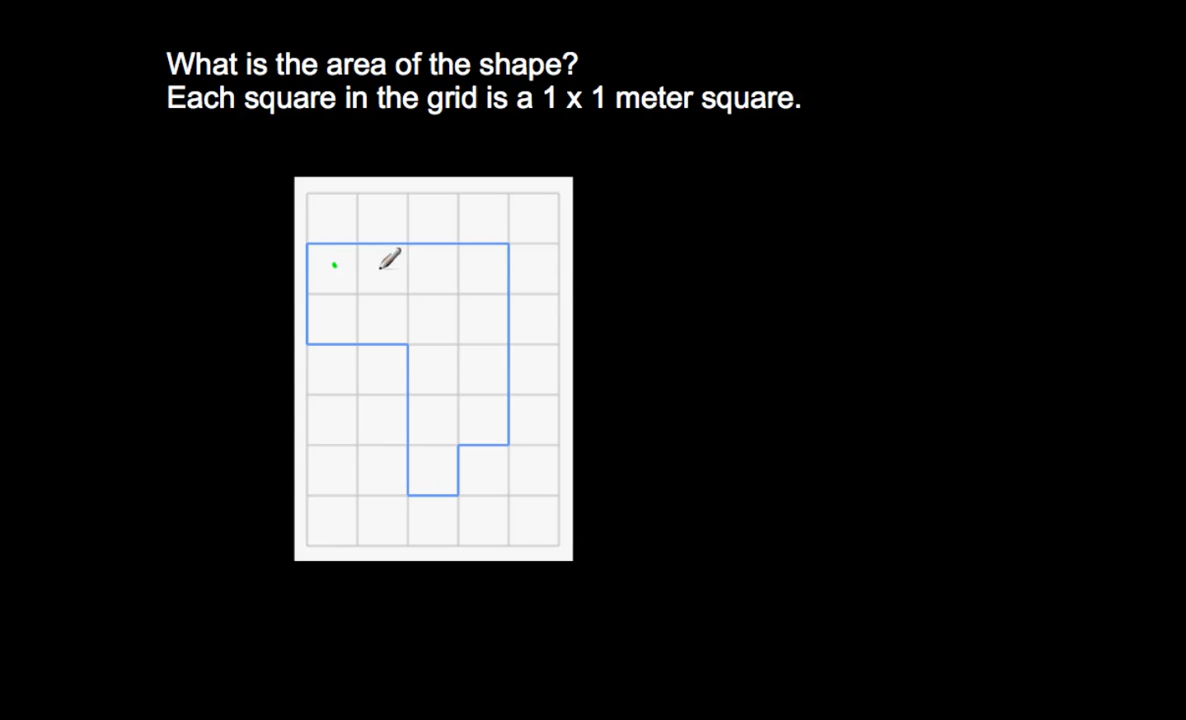 What is the area of the shape?
Each square in the grid is a 1 x 1 meter square.